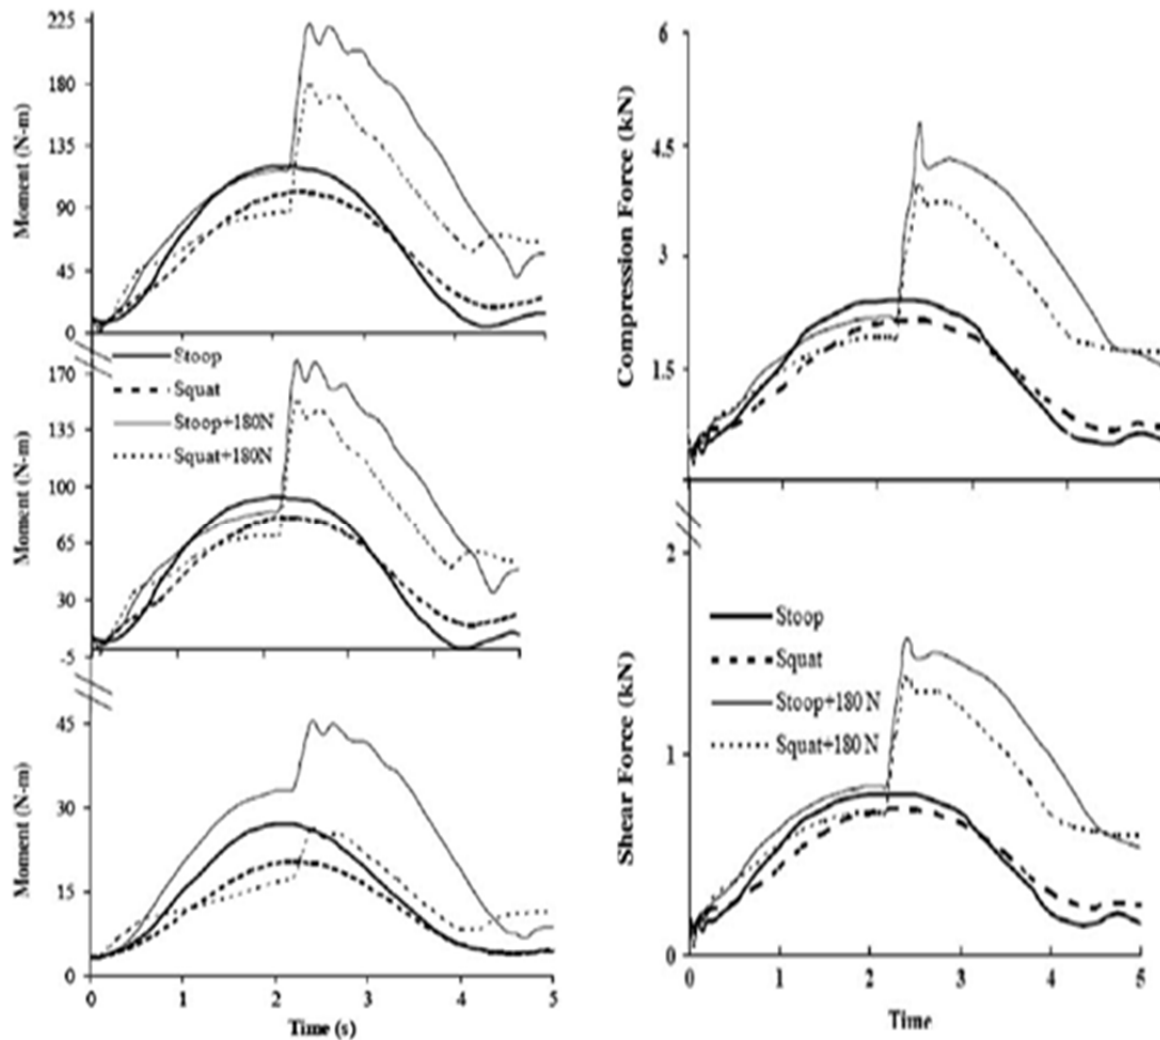 225
180
135
90
45
0
Moment (N-m)
Stoop
Squat
Stoop+180N
Squat+180N
170
135
100
65
30
-5
Moment (N-m)
45
30
15
0
Moment (N-m)
0 1 2 3 4 5
Time (s)
6
4.5
3
1.5
Compression Force (kN)
2
1
0
Shear Force (kN)
Stoop
Squat
Stoop+180 N
Squat+180 N
0 1 2 3 4 5
Time